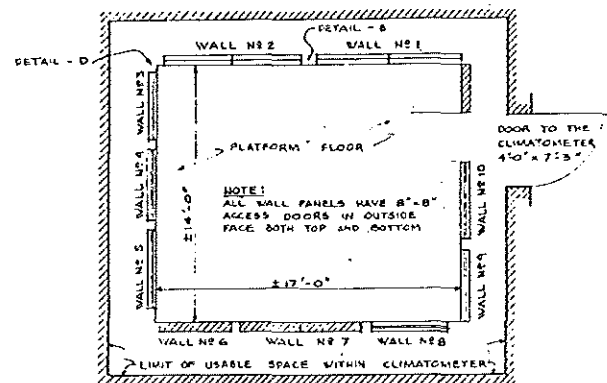 DETAIL - B
WALL Nº 2
WALL Nº 1
DETAIL - D
WALL Nº 3
PLATFORM FLOOR
DOOR TO THE
CLIMATOMETER
4'-0" x 7'-3"
WALL Nº 4
±14'-0"
NOTE:
ALL WALL PANELS HAVE 8"-8"
ACCESS DOORS IN OUTSIDE
FACE BOTH TOP AND BOTTOM
WALL Nº 10
WALL Nº 5
±17'-0"
WALL Nº 9
WALL Nº 6
WALL Nº 7
WALL Nº 8
LIMIT OF USABLE SPACE WITHIN CLIMATOMETER